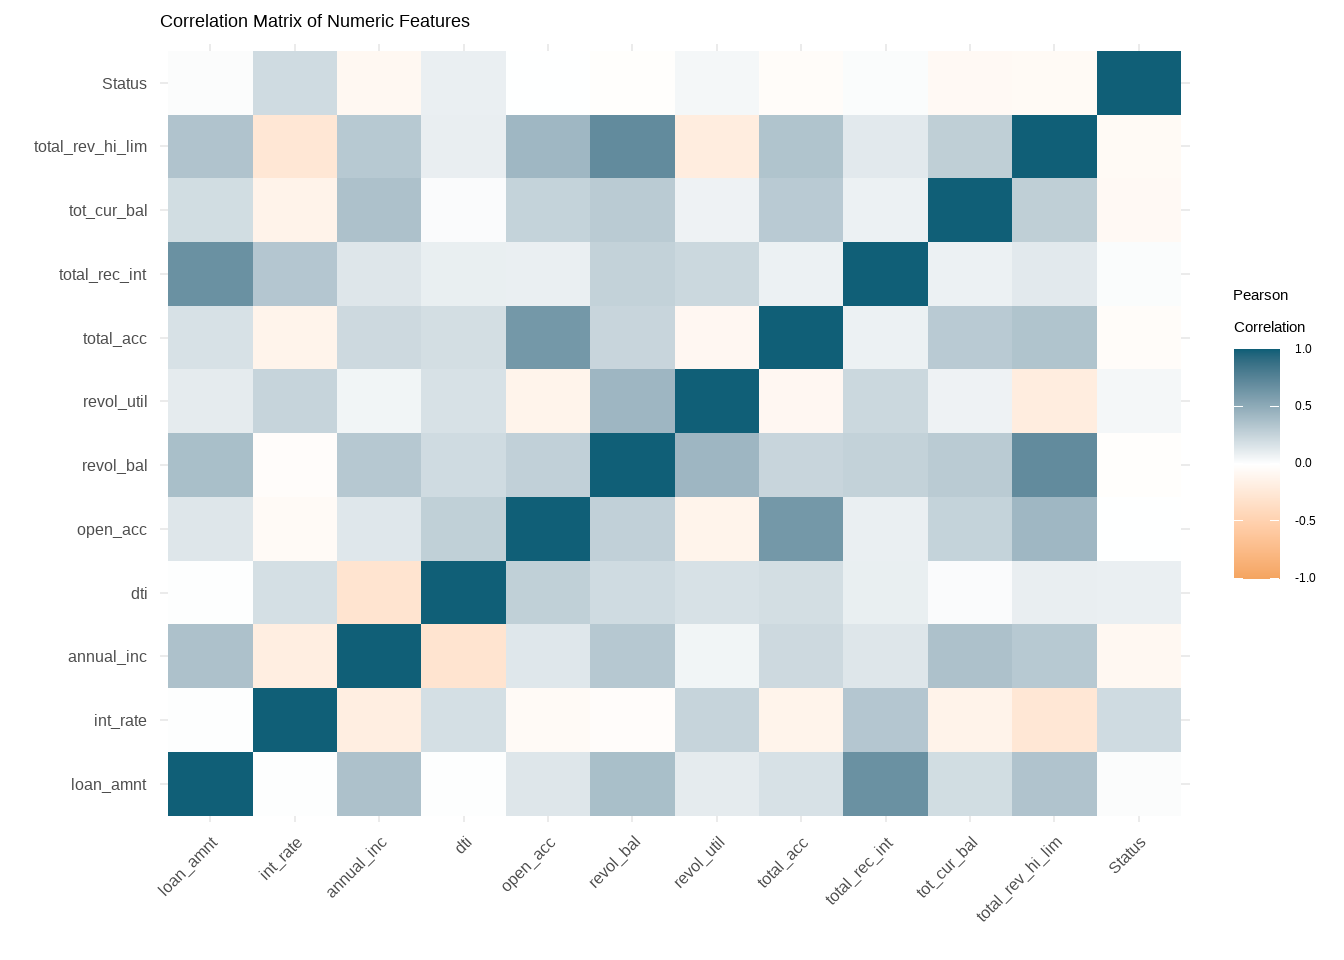 Correlation Matrix of Numeric Features
Status
total_rev_hi_lim
tot_cur_bal
total_rec_int
total_acc
revol_util
revol_bal
open_acc
dti
annual_inc
int_rate
loan_amnt
loan_amnt
int_rate
annual_inc
dti
open_acc
revol_bal
revol_util
total_acc
total_rec_int
tot_cur_bal
total_rev_hi_lim
Status
Pearson
Correlation
1.0
0.5
0.0
-0.5
-1.0